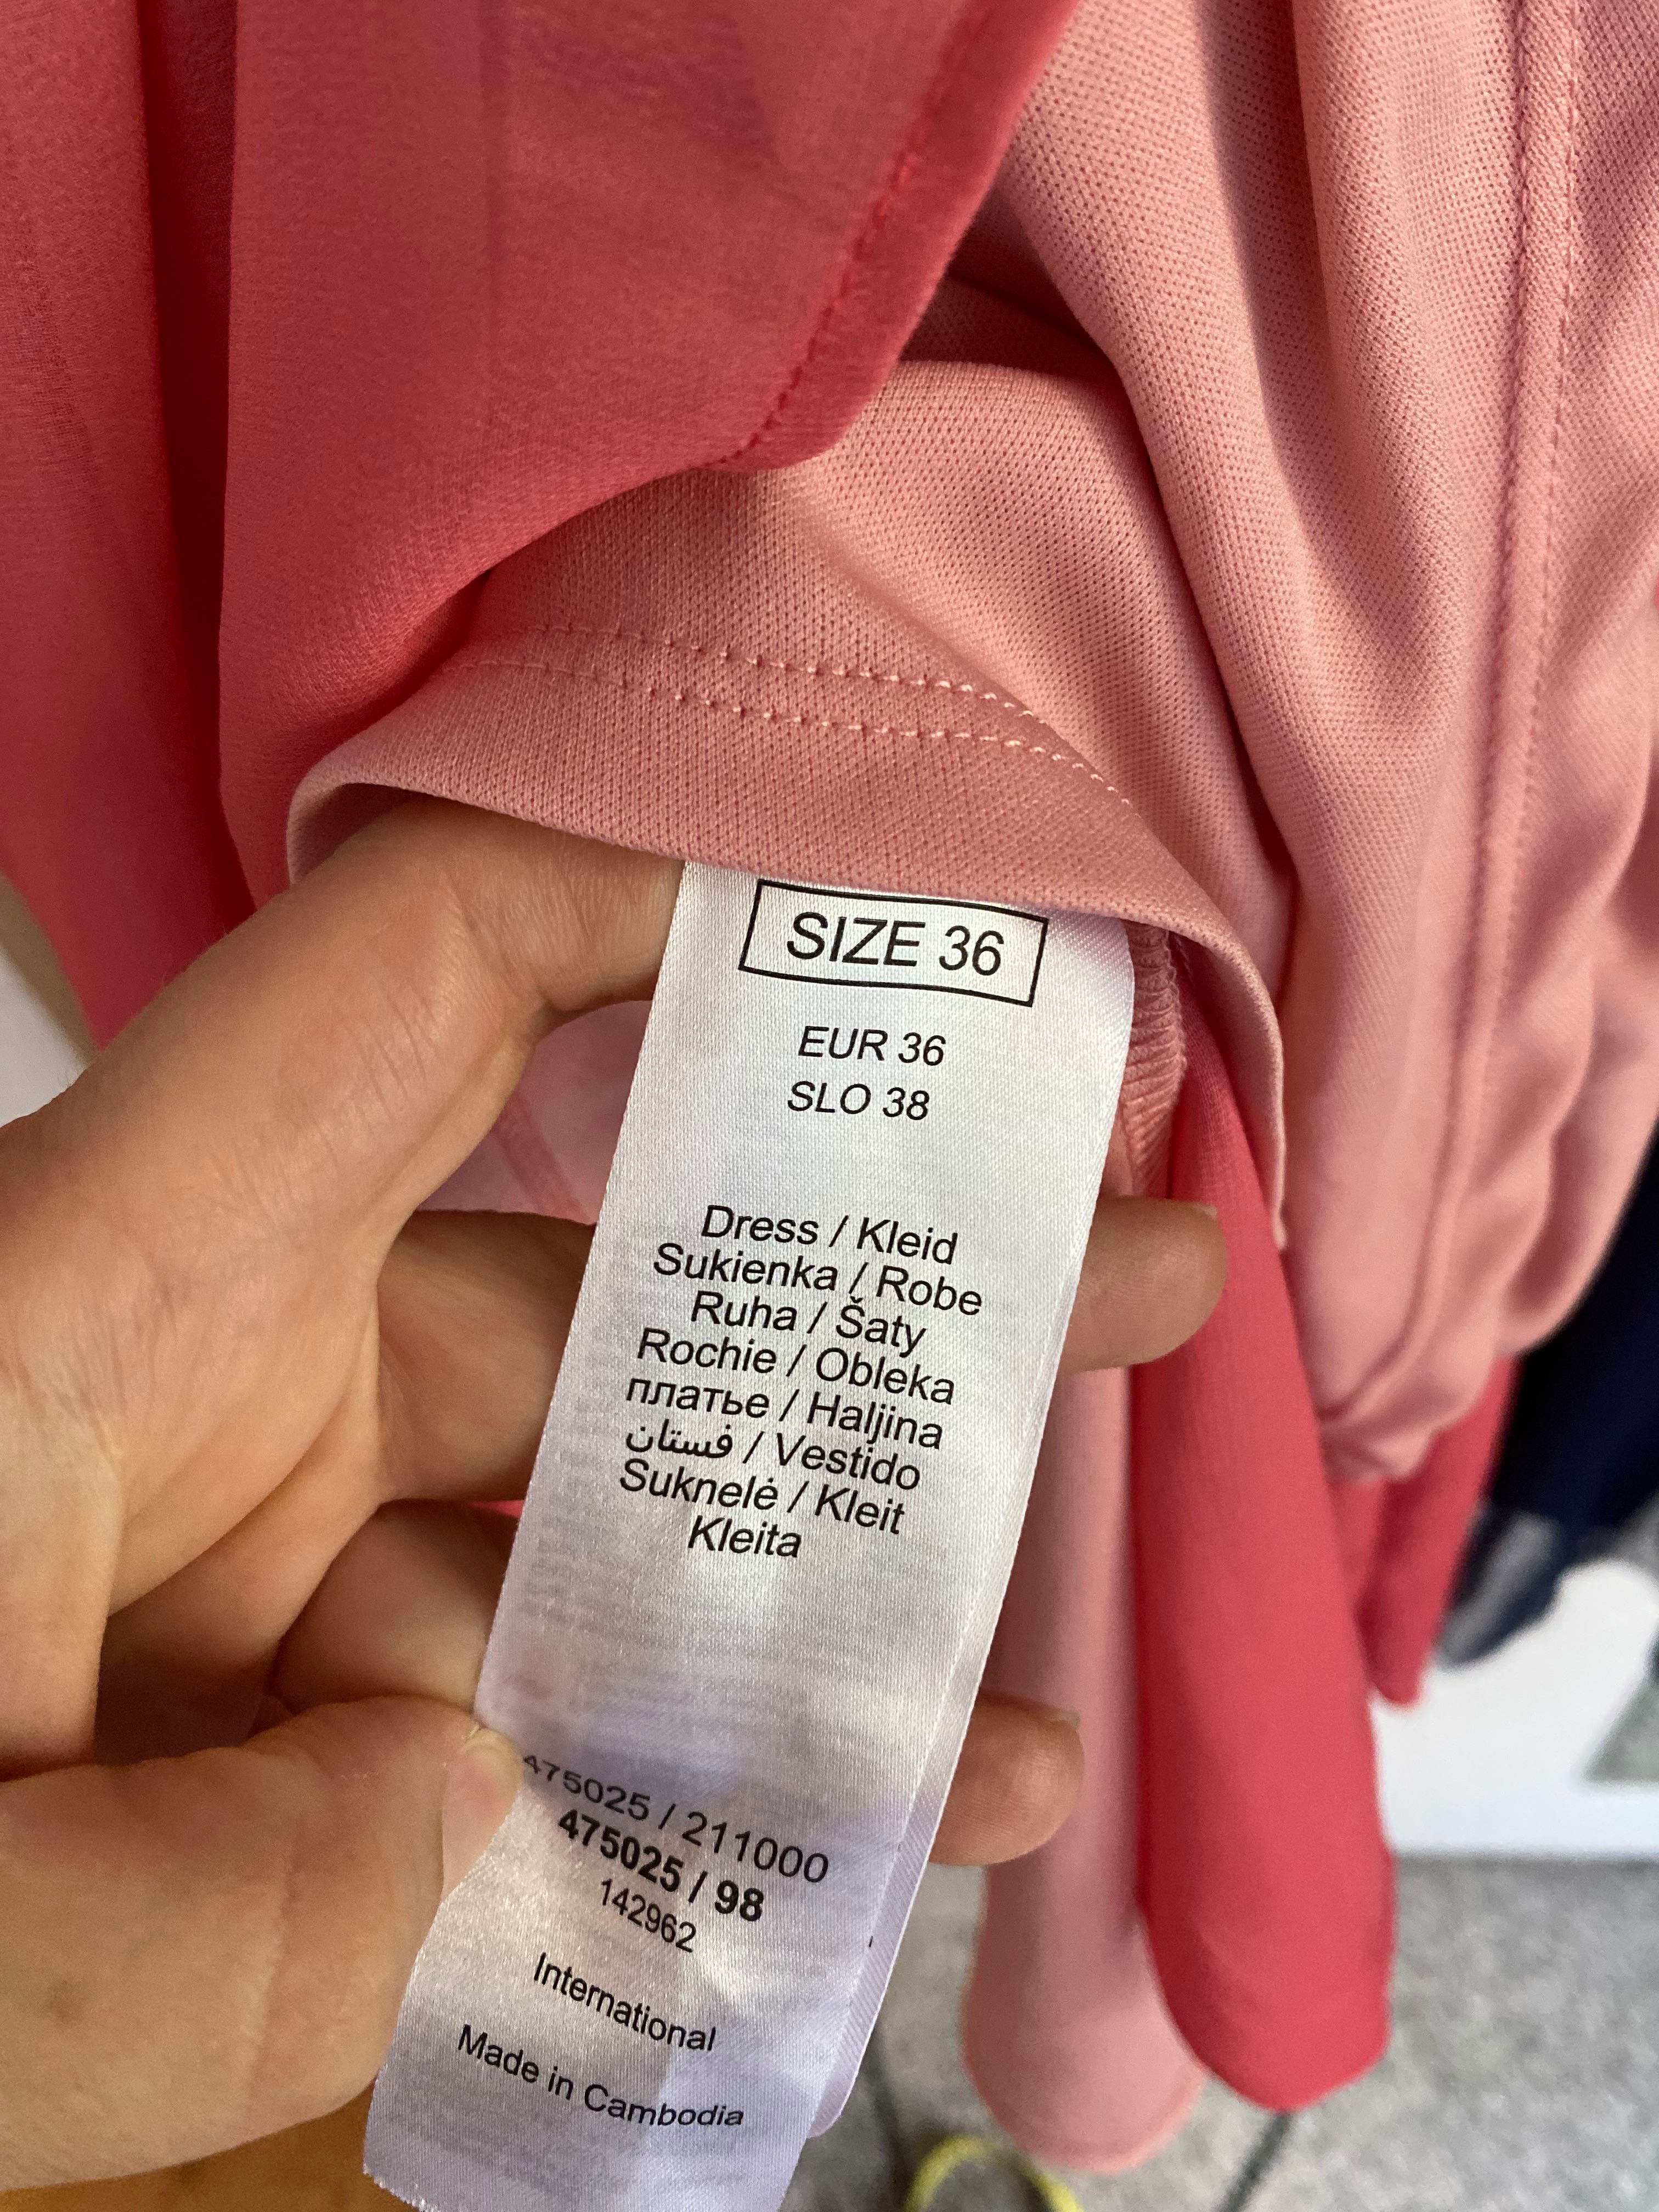 SIZE 36
EUR 36
SLO 38
Dress / Kleid
Sukienka / Robe
Ruha / Šaty
Rochie / Obleka
платье / Haljina
فستان / Vestido
Suknelė / Kleit
Kleita
475025 / 211000
475025 / 98
142962
International
Made in Cambodia